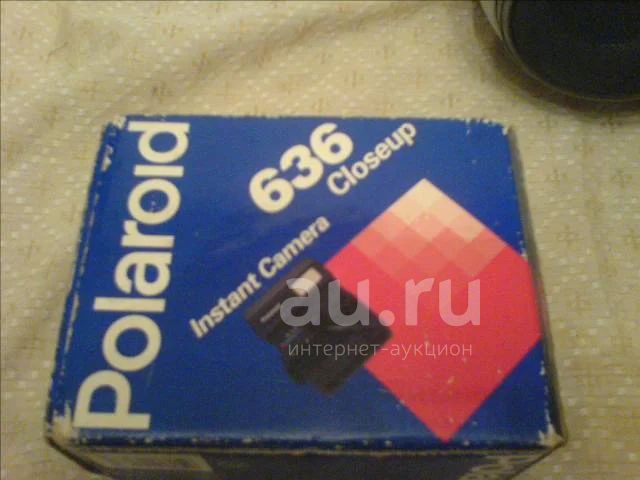 Polaroid
636
Closeup
Instant Camera
au.ru
интернет-аукцион